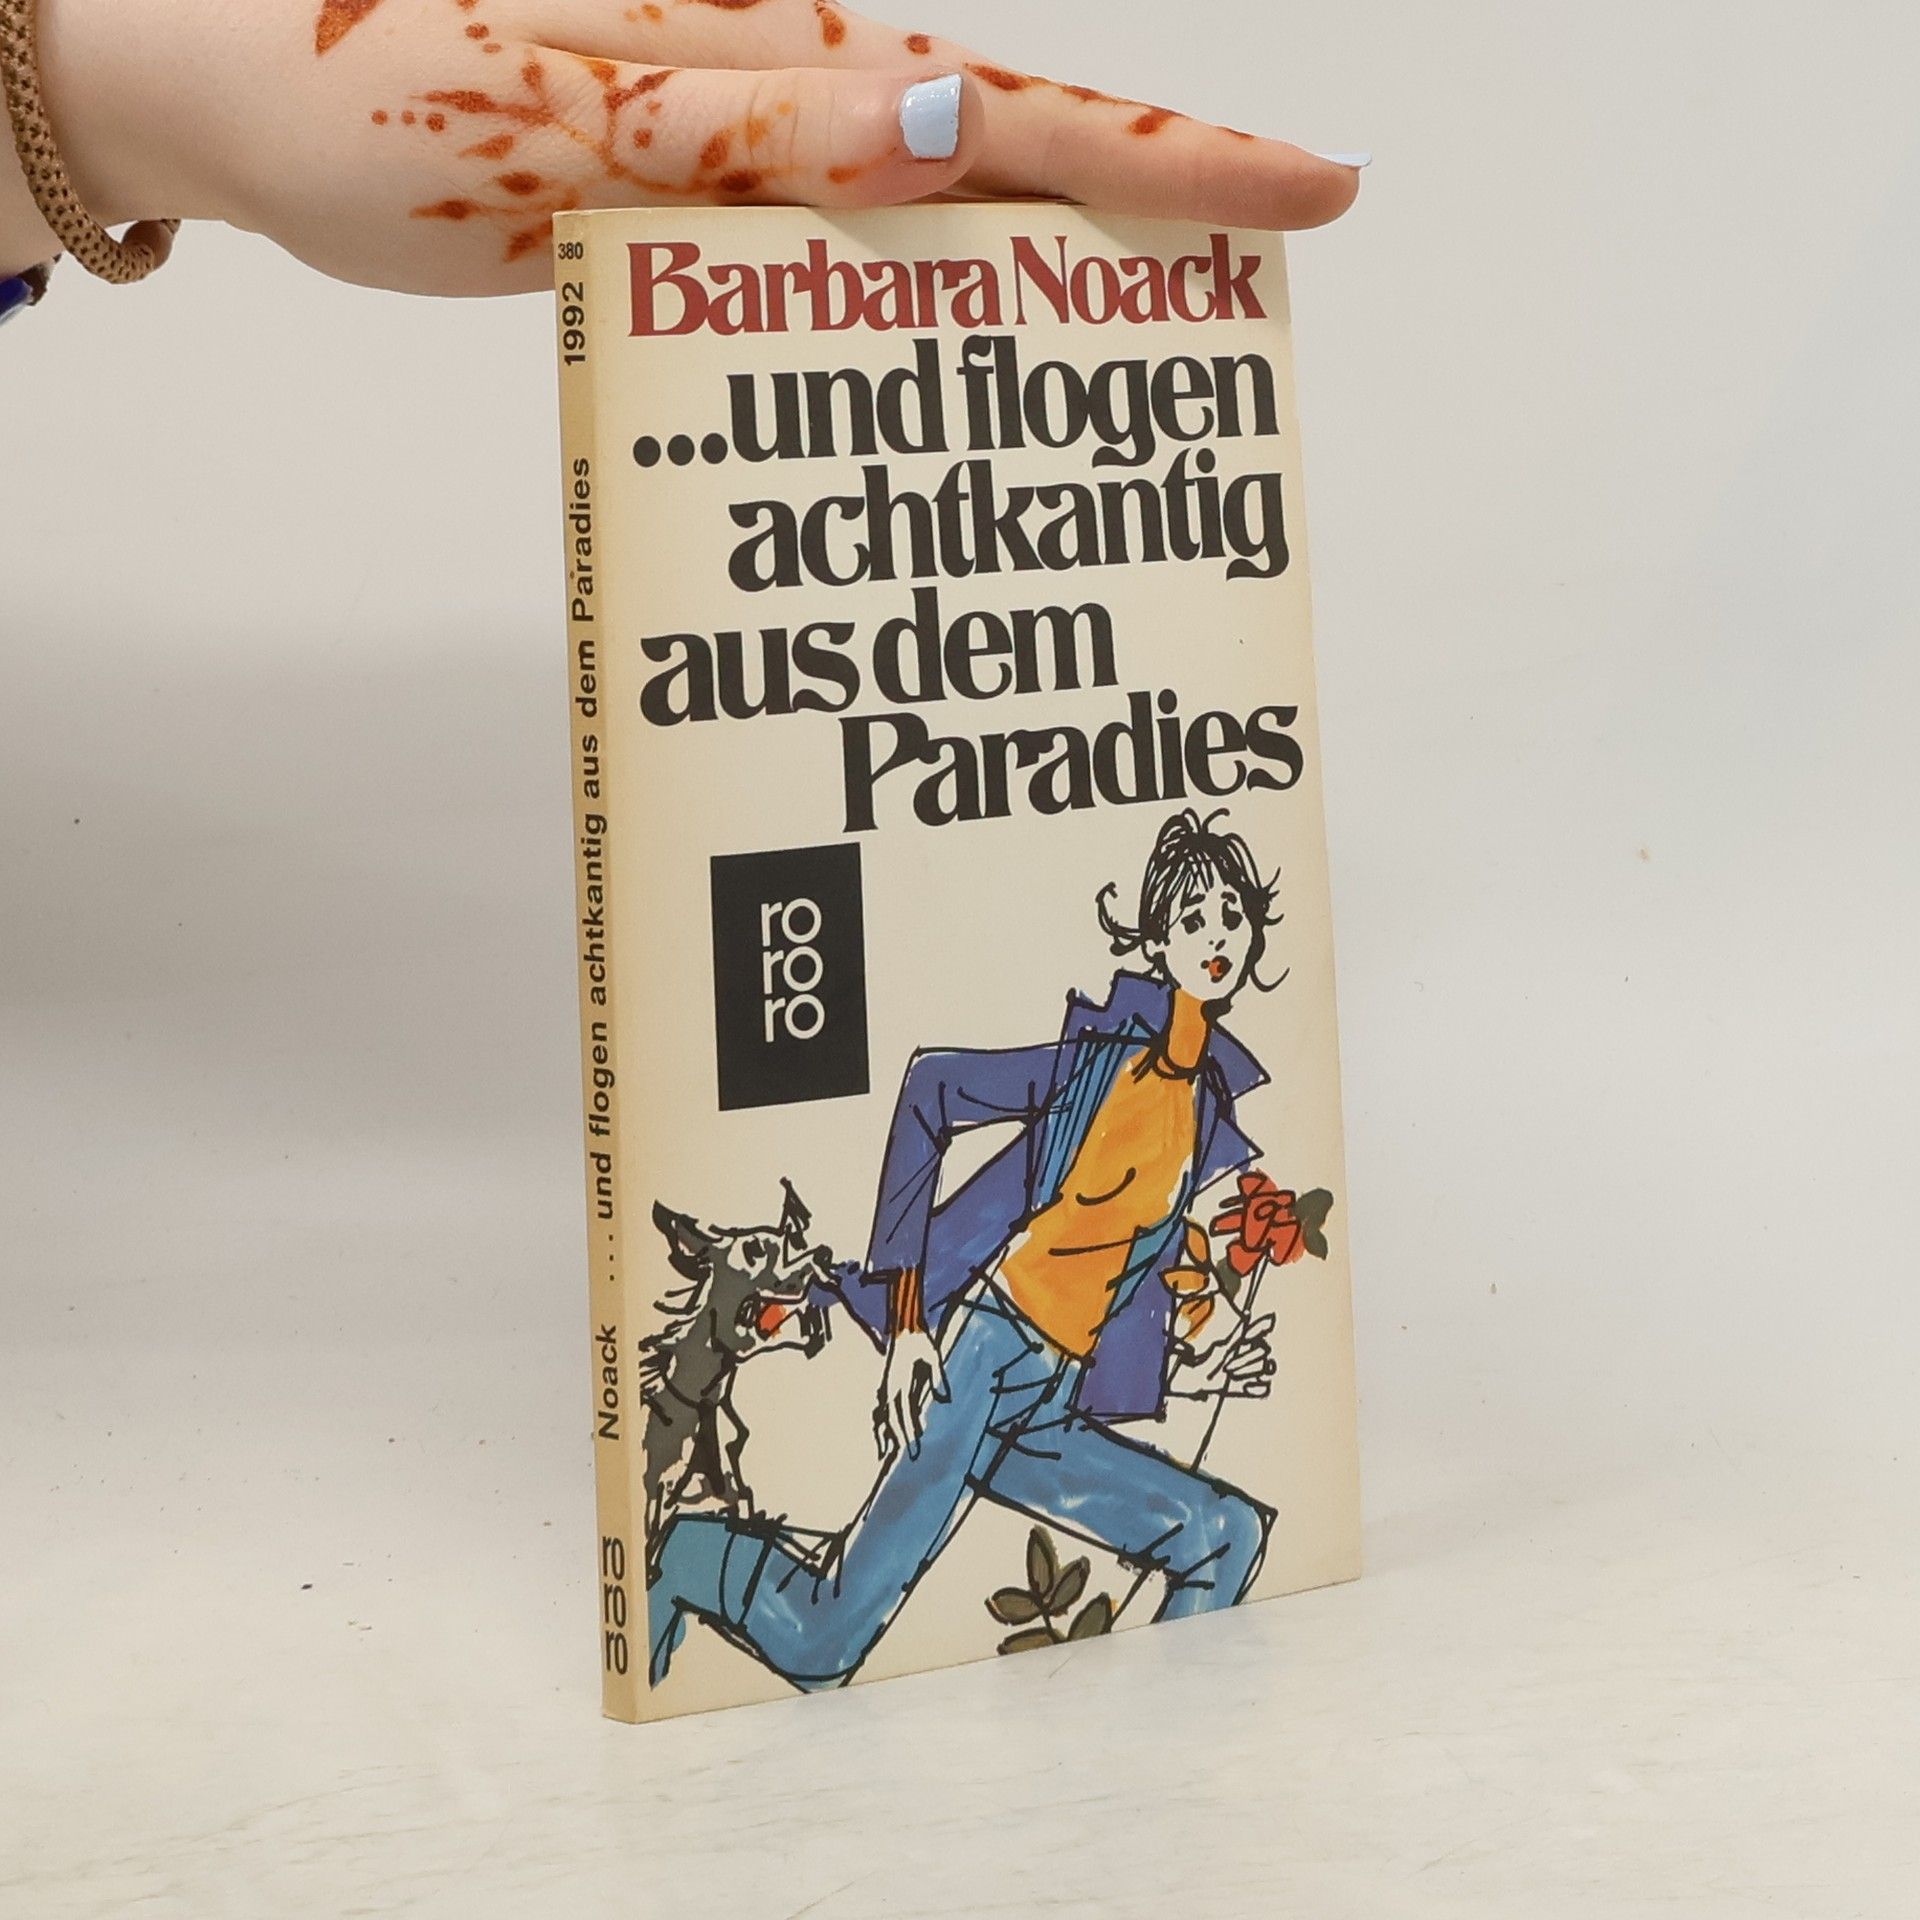 Barbara Noack
...und flogen
achtkantig
aus dem
Paradies
ro
ro
ro
380
1992
Noack ...und flogen achtkantig aus dem Paradies
ro
ro
ro